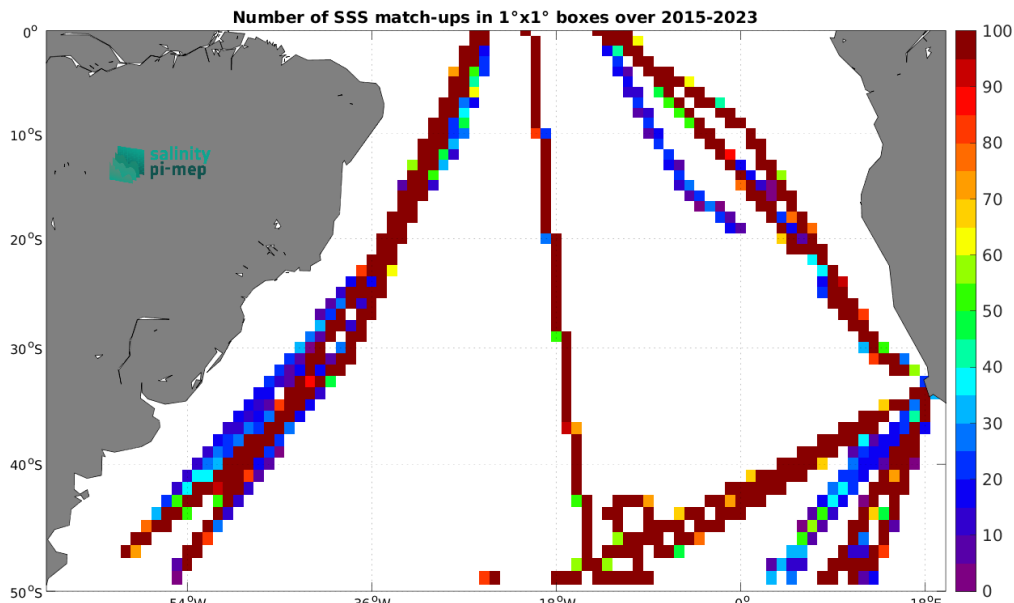 Number of SSS match-ups in 1°x1° boxes over 2015-2023
0°
10°S
20°S
30°S
40°S
50°S
54°W
36°W
18°W
0°
18°E
salinity
pi-mep
100
90
80
70
60
50
40
30
20
10
0